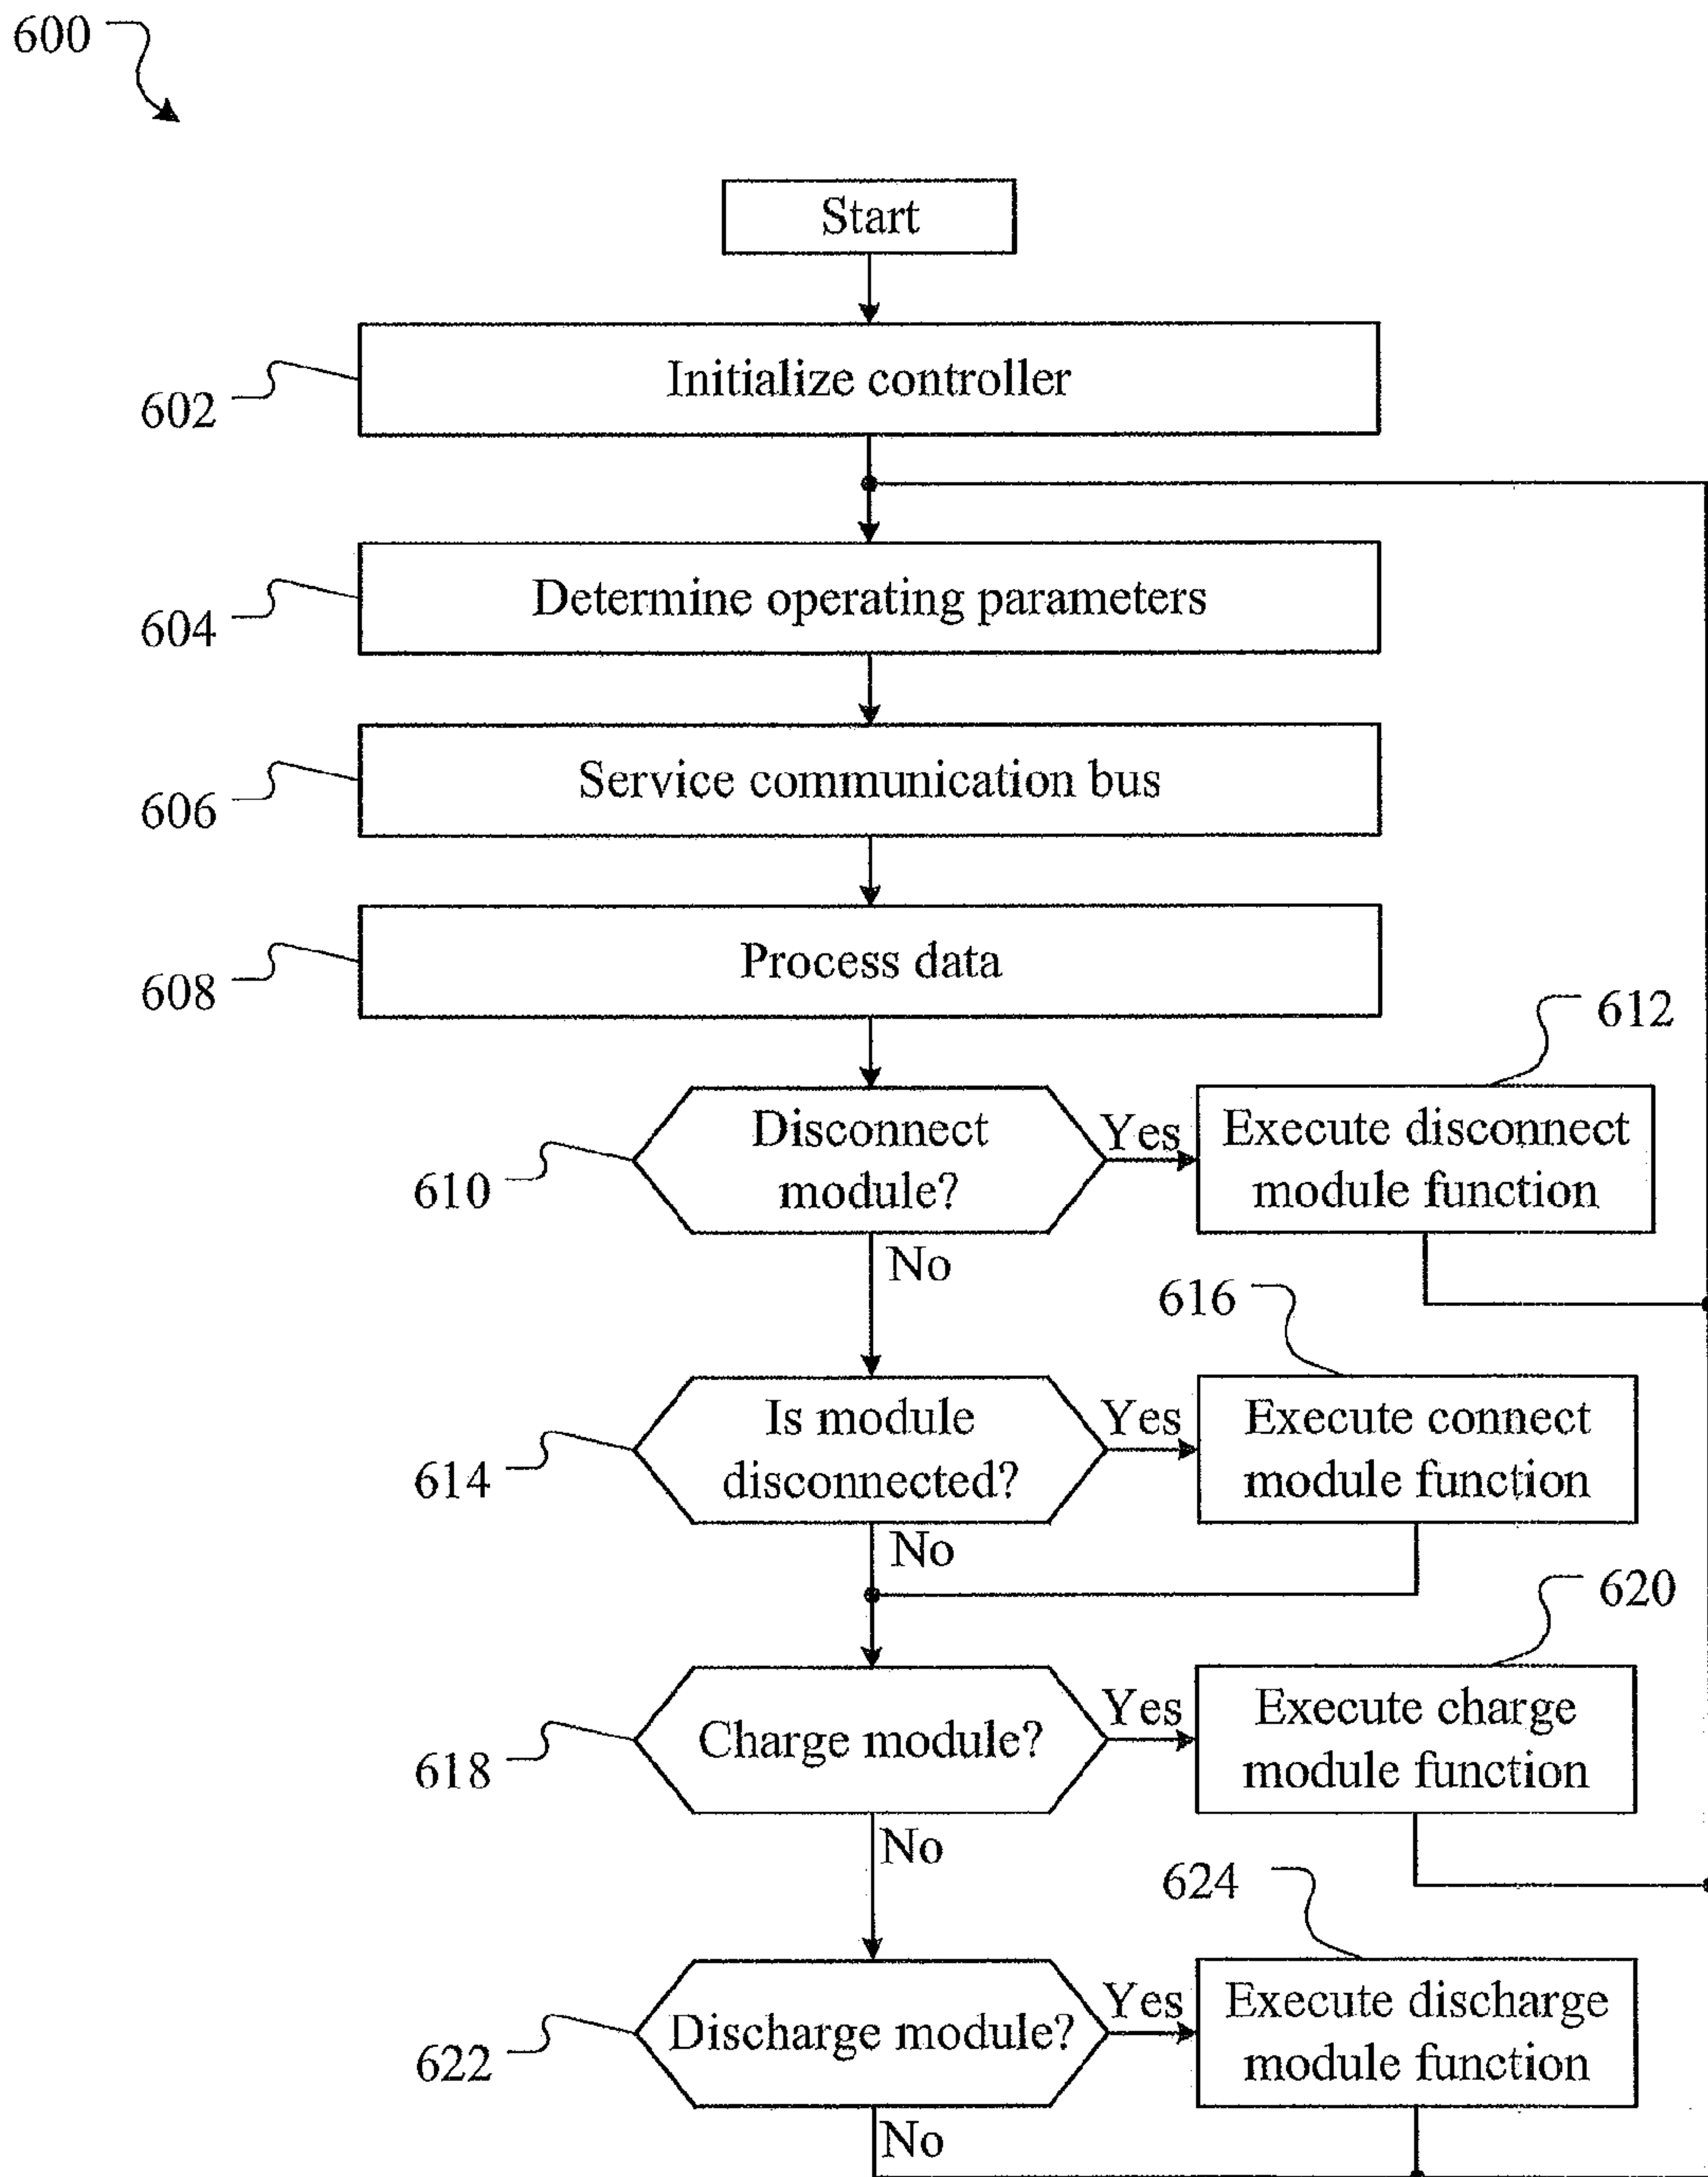 600
Start
Initialize controller
602
Determine operating parameters
604
Service communication bus
606
Process data
608
612
Disconnect
module?
Yes
Execute disconnect
module function
610
No
616
Is module
disconnected?
Yes
Execute connect
module function
614
No
620
Charge module?
Yes
Execute charge
module function
618
No
624
Discharge module?
Yes
Execute discharge
module function
622
No